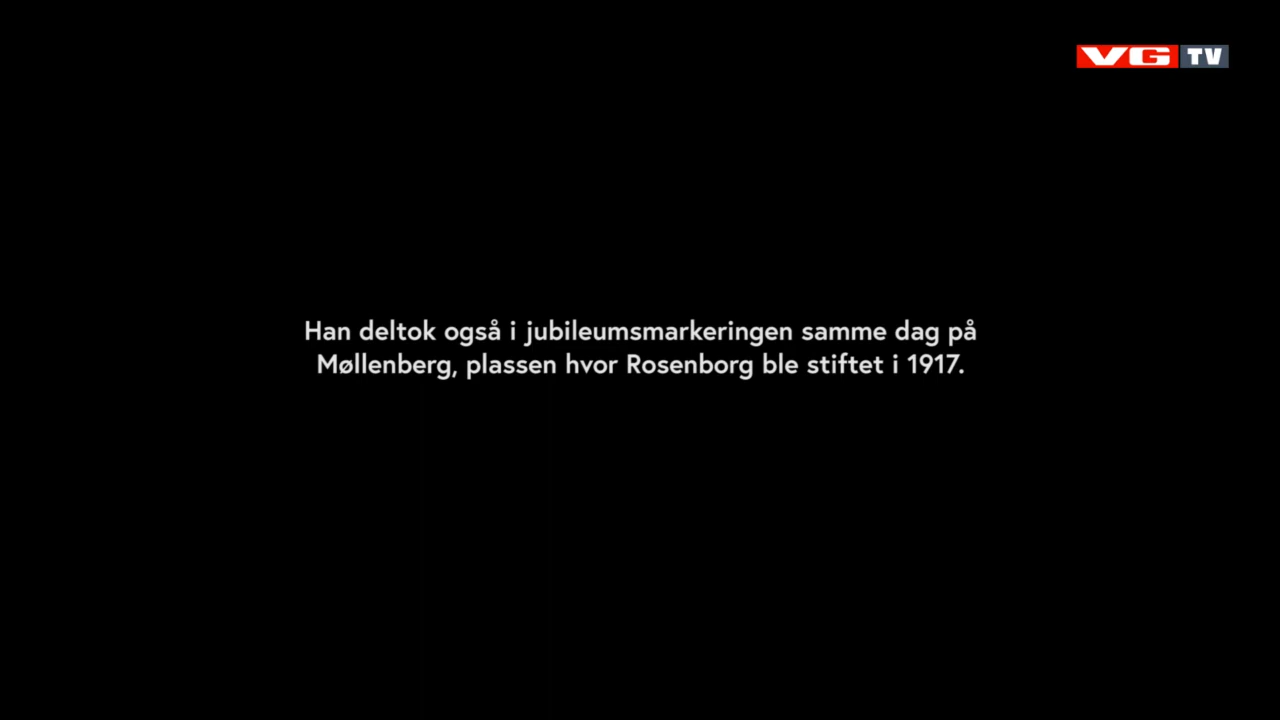 VG TV
Han deltok også i jubileumsmarkeringen samme dag på
Møllenberg, plassen hvor Rosenborg ble stiftet i 1917.